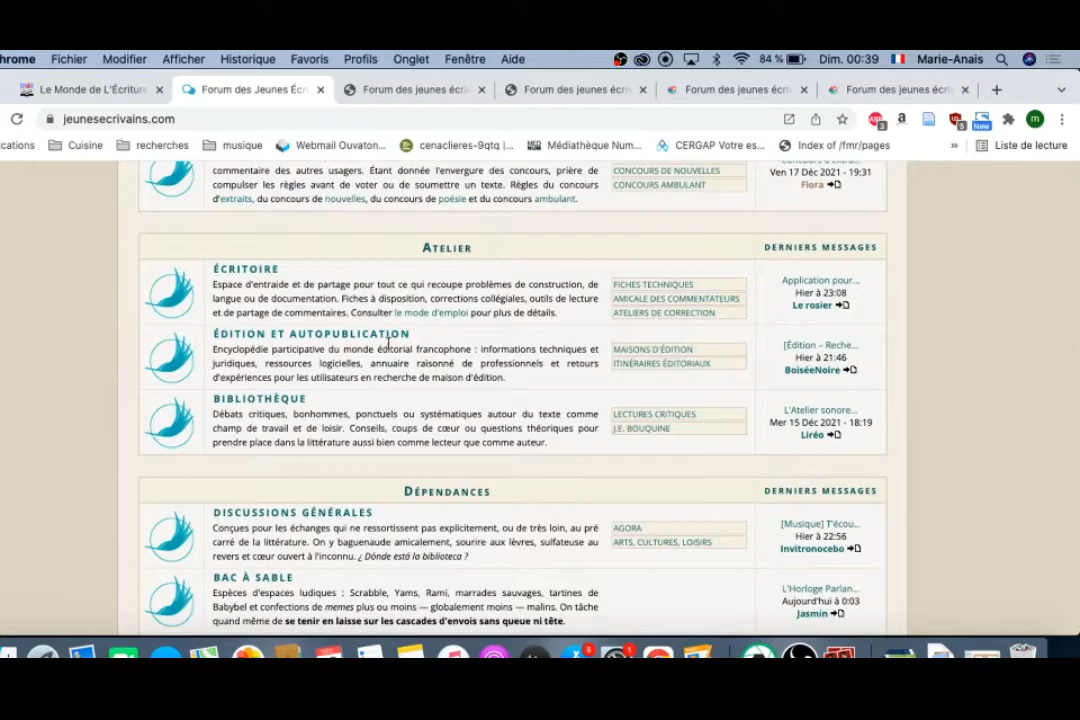 hrome Fichier Modifier Afficher Historique Favoris Profils Onglet Fenêtre Aide 84 % Dim. 00:39 Marie-Anais
Le Monde de L'Écriture Forum des Jeunes Écri Forum des jeunes écri Forum des jeunes écriv Forum des jeunes écriv Forum des jeunes écriv
jeunesecrivains.com
3 5 New m
ications Cuisine recherches musique Webmail Ouvaton... cenaclieres-9qtq |... Médiathèque Num... CERGAP Votre es... Index of /fmr/pages » Liste de lecture
commentaire des autres usagers. Étant donnée l'envergure des concours, prière de
compulser les règles avant de voter ou de soumettre un texte. Règles du concours
d'extraits, du concours de nouvelles, du concours de poésie et du concours ambulant.
CONCOURS DE NOUVELLES
CONCOURS AMBULANT
Ven 17 Déc 2021 - 19:31
Flora
ATELIER
DERNIERS MESSAGES
ÉCRITOIRE
Espace d'entraide et de partage pour tout ce qui recoupe problèmes de construction, de
langue ou de documentation. Fiches à disposition, corrections collégiales, outils de lecture
et de partage de commentaires. Consulter le mode d'emploi pour plus de détails.
FICHES TECHNIQUES
AMICALE DES COMMENTATEURS
ATELIERS DE CORRECTION
Application pour...
Hier à 23:08
Le rosier
ÉDITION ET AUTOPUBLICATION
Encyclopédie participative du monde éditorial francophone : informations techniques et
juridiques, ressources logicielles, annuaire raisonné de professionnels et retours
d'expériences pour les utilisateurs en recherche de maison d'édition.
MAISONS D'ÉDITION
ITINÉRAIRES ÉDITORIAUX
[Édition – Reche...
Hier à 21:46
BoiséeNoire
BIBLIOTHÈQUE
Débats critiques, bonhommes, ponctuels ou systématiques autour du texte comme
champ de travail et de loisir. Conseils, coups de cœur ou questions théoriques pour
prendre place dans la littérature aussi bien comme lecteur que comme auteur.
LECTURES CRITIQUES
J.E. BOUQUINE
L'Atelier sonore...
Mer 15 Déc 2021 - 18:19
Liréo
DÉPENDANCES
DERNIERS MESSAGES
DISCUSSIONS GÉNÉRALES
Conçues pour les échanges qui ne ressortissent pas explicitement, ou de très loin, au pré
carré de la littérature. On y baguenaude amicalement, sourire aux lèvres, sulfateuse au
revers et cœur ouvert à l'inconnu. ¿ Dónde está la biblioteca ?
AGORA
ARTS, CULTURES, LOISIRS
[Musique] T'écou...
Hier à 22:56
Invitronocebo
BAC À SABLE
Espèces d'espaces ludiques : Scrabble, Yams, Rami, marrades sauvages, tartines de
Babybel et confections de memes plus ou moins — globalement moins — malins. On tâche
quand même de se tenir en laisse sur les cascades d'envois sans queue ni tête.
L'Horloge Parlan...
Aujourd'hui à 0:03
Jasmin
5 1